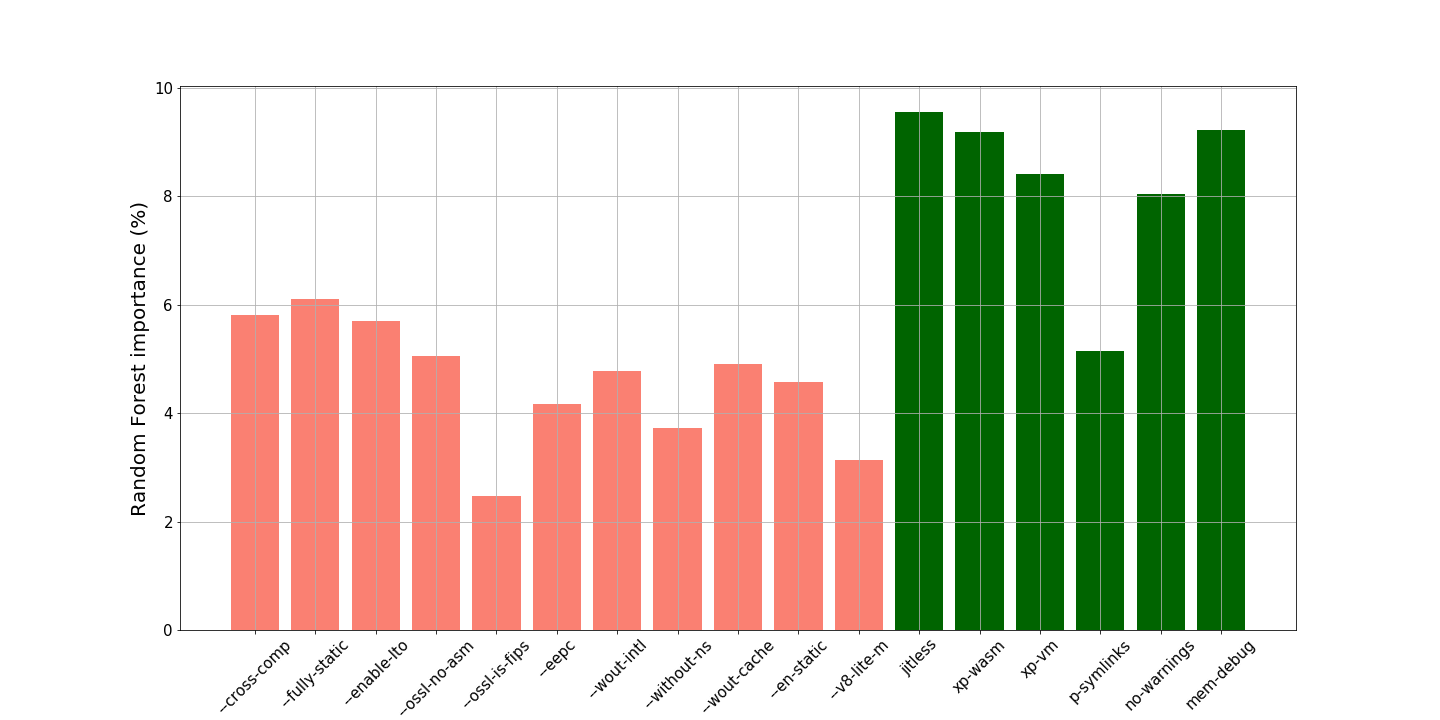 Random Forest importance (%)
10
8
6
4
2
0
–cross-comp
–fully-static
–enable-lto
–ossl-no-asm
–ossl-is-fips
–eepc
–wout-intl
–without-ns
–wout-cache
–en-static
–v8-lite-m
jitless
xp-wasm
xp-vm
p-symlinks
no-warnings
mem-debug